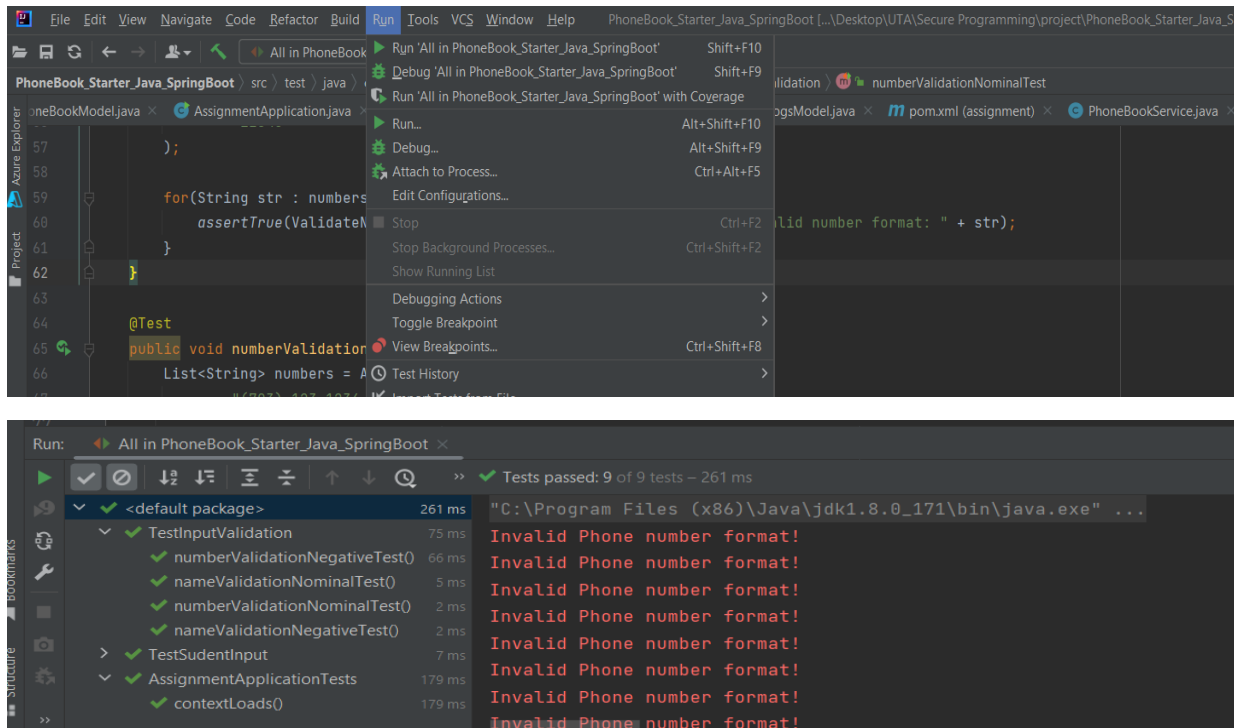 File Edit View Navigate Code Refactor Build Run Tools VCS Window Help PhoneBook_Starter_Java_SpringBoot [...\Desktop\UTA\Secure Programming\project\PhoneBook_Starter_Java_S
All in PhoneBook
Run 'All in PhoneBook_Starter_Java_SpringBoot' Shift+F10
Debug 'All in PhoneBook_Starter_Java_SpringBoot' Shift+F9
PhoneBook_Starter_Java_SpringBoot src test java lidation numberValidationNominalTest
Run 'All in PhoneBook_Starter_Java_SpringBoot' with Coverage
oneBookModel.java AssignmentApplication.java ogsModel.java pom.xml (assignment) PhoneBookService.java
Run... Alt+Shift+F10
57 );
Debug... Alt+Shift+F9
58
Attach to Process... Ctrl+Alt+F5
59 for(String str : numbers
Edit Configurations...
60 assertTrue(ValidateN lid number format: " + str);
Stop Ctrl+F2
61 }
Stop Background Processes... Ctrl+Shift+F2
62 }
Show Running List
63
Debugging Actions
64 @Test
Toggle Breakpoint
65 public void numberValidation
View Breakpoints... Ctrl+Shift+F8
66 List<String> numbers = A
Test History
Azure Explorer
Project
Run: All in PhoneBook_Starter_Java_SpringBoot
Tests passed: 9 of 9 tests – 261 ms
<default package> 261 ms
TestInputValidation 75 ms
numberValidationNegativeTest() 66 ms
nameValidationNominalTest() 5 ms
numberValidationNominalTest() 2 ms
nameValidationNegativeTest() 2 ms
TestSudentInput 7 ms
AssignmentApplicationTests 179 ms
contextLoads() 179 ms
"C:\Program Files (x86)\Java\jdk1.8.0_171\bin\java.exe" ...
Invalid Phone number format!
Invalid Phone number format!
Invalid Phone number format!
Invalid Phone number format!
Invalid Phone number format!
Invalid Phone number format!
Invalid Phone number format!
Invalid Phone number format!
Bookmarks
Structure